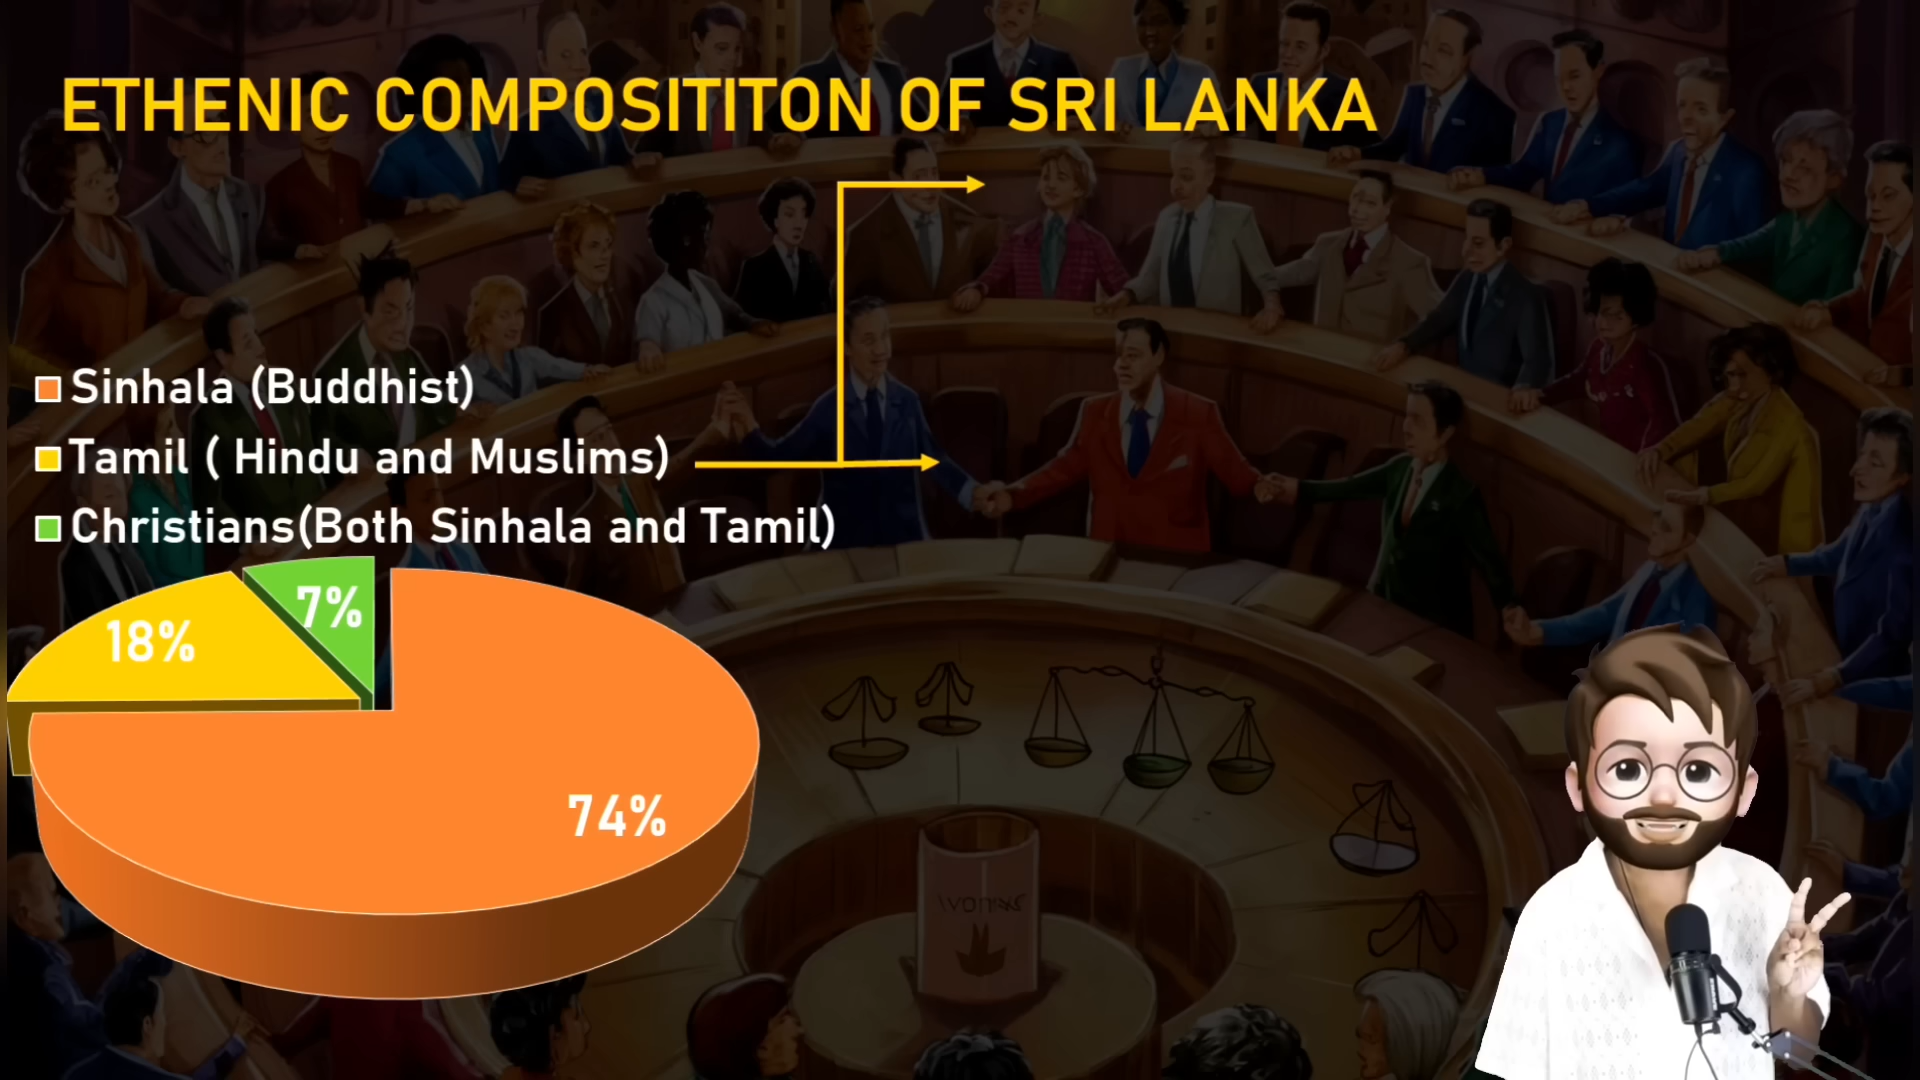 ETHENIC COMPOSITITON OF SRI LANKA
Sinhala (Buddhist)
Tamil ( Hindu and Muslims)
Christians(Both Sinhala and Tamil)
7%
18%
74%